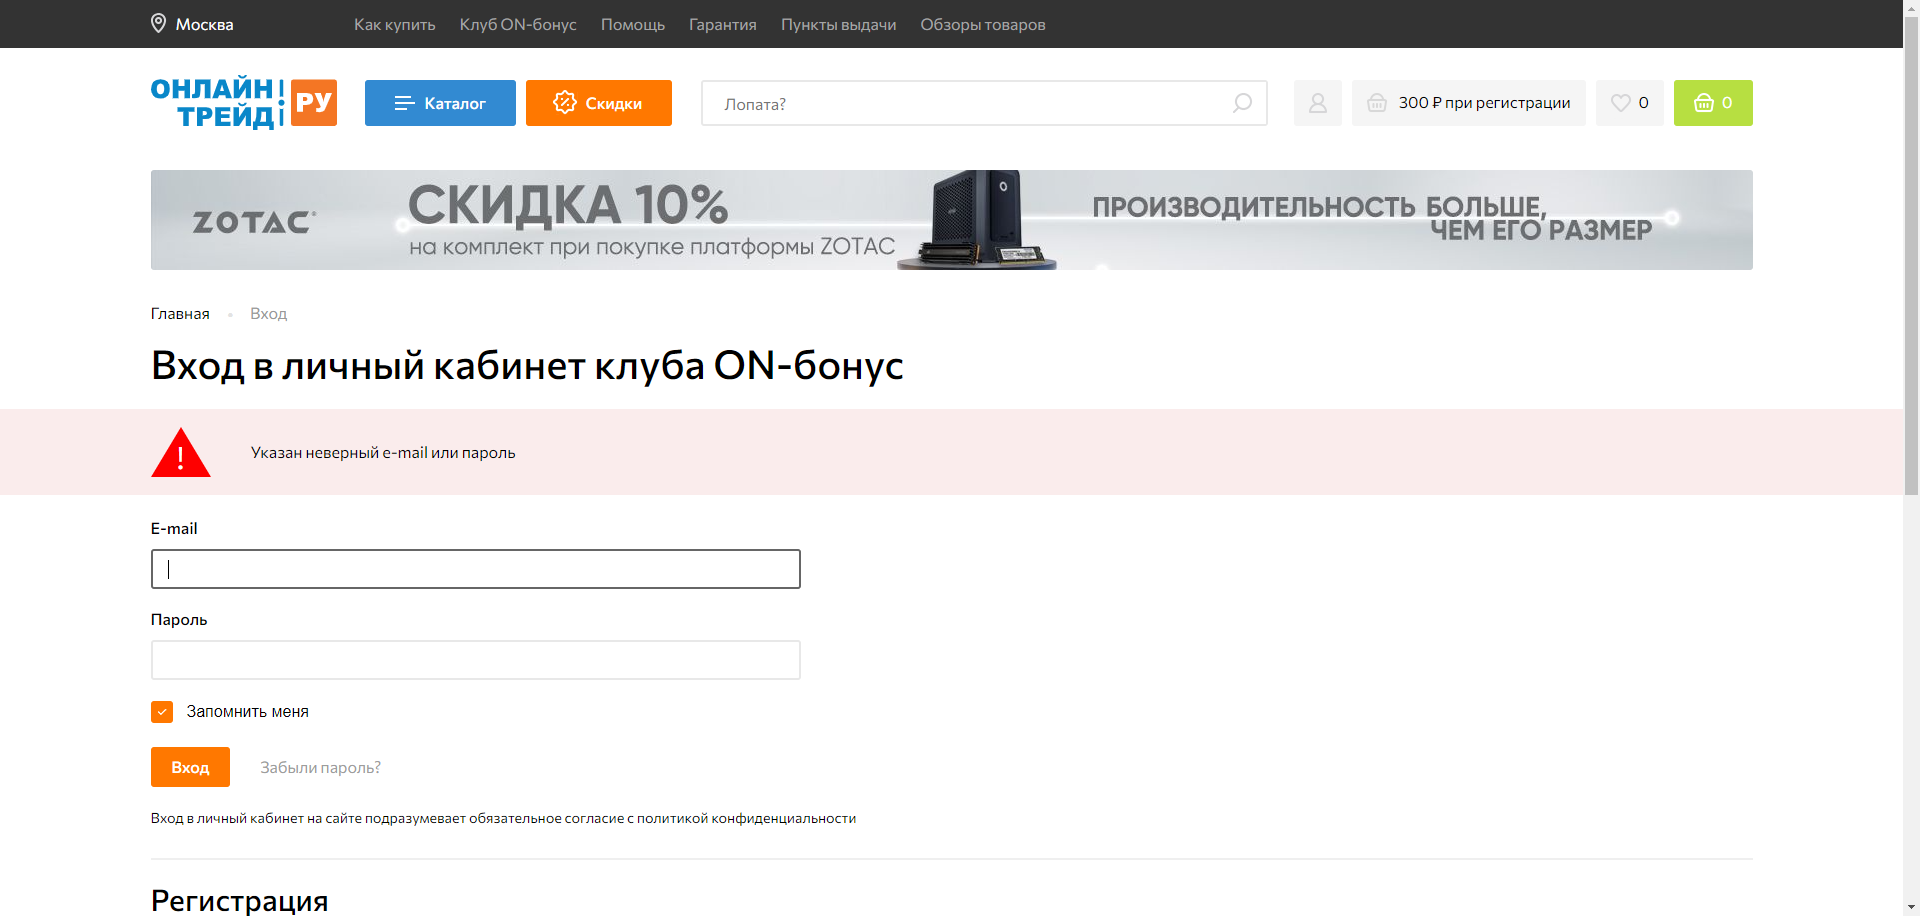 Москва
Как купить
Клуб ON-бонус
Помощь
Гарантия
Пункты выдачи
Обзоры товаров
ОНЛАЙН
ТРЕЙД
РУ
Каталог
Скидки
Лопата?
300 ₽ при регистрации
0
0
ZOTAC®
СКИДКА 10%
на комплект при покупке платформы ZOTAC
ПРОИЗВОДИТЕЛЬНОСТЬ БОЛЬШЕ,
ЧЕМ ЕГО РАЗМЕР
Главная
Вход
Вход в личный кабинет клуба ON-бонус
Указан неверный e-mail или пароль
E-mail
Пароль
Запомнить меня
Вход
Забыли пароль?
Вход в личный кабинет на сайте подразумевает обязательное согласие с политикой конфиденциальности
Регистрация